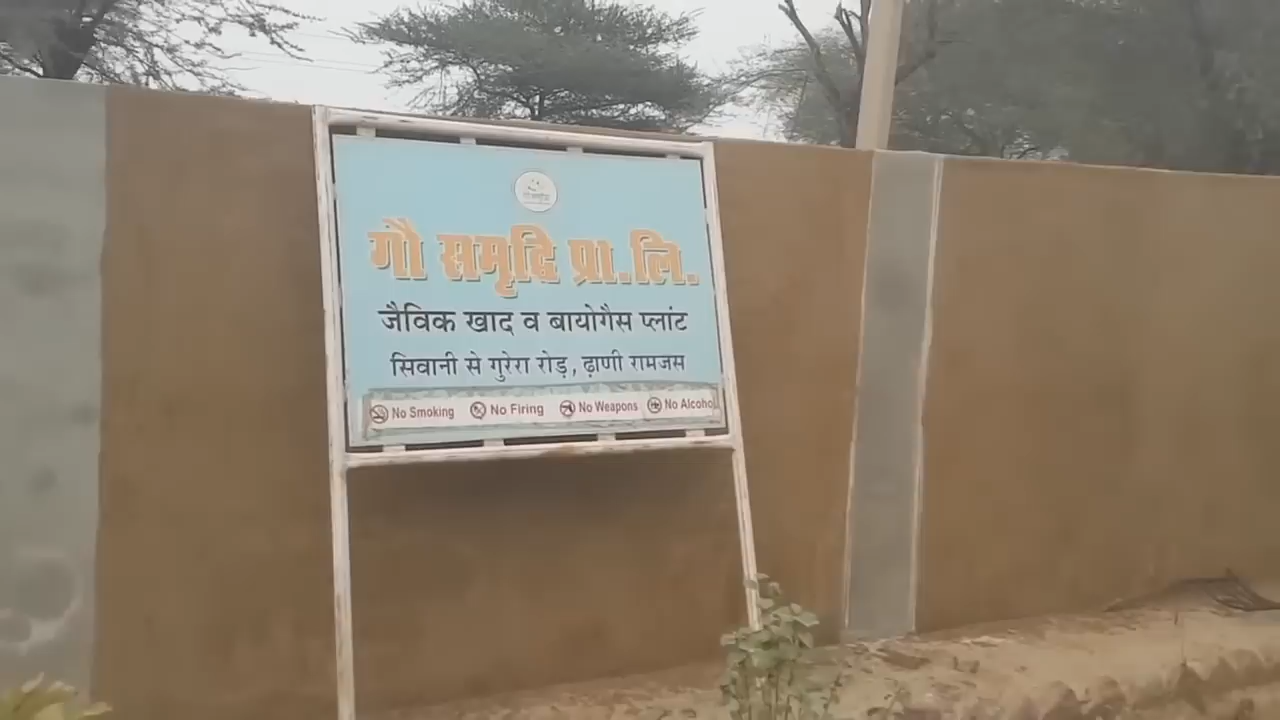 गौ समृद्धि प्रा.लि.
जैविक खाद व बायोगैस प्लांट
सिवानी से गुरेरा रोड़, ढ़ाणी रामजस
No Smoking No Firing No Weapons No Alcohol